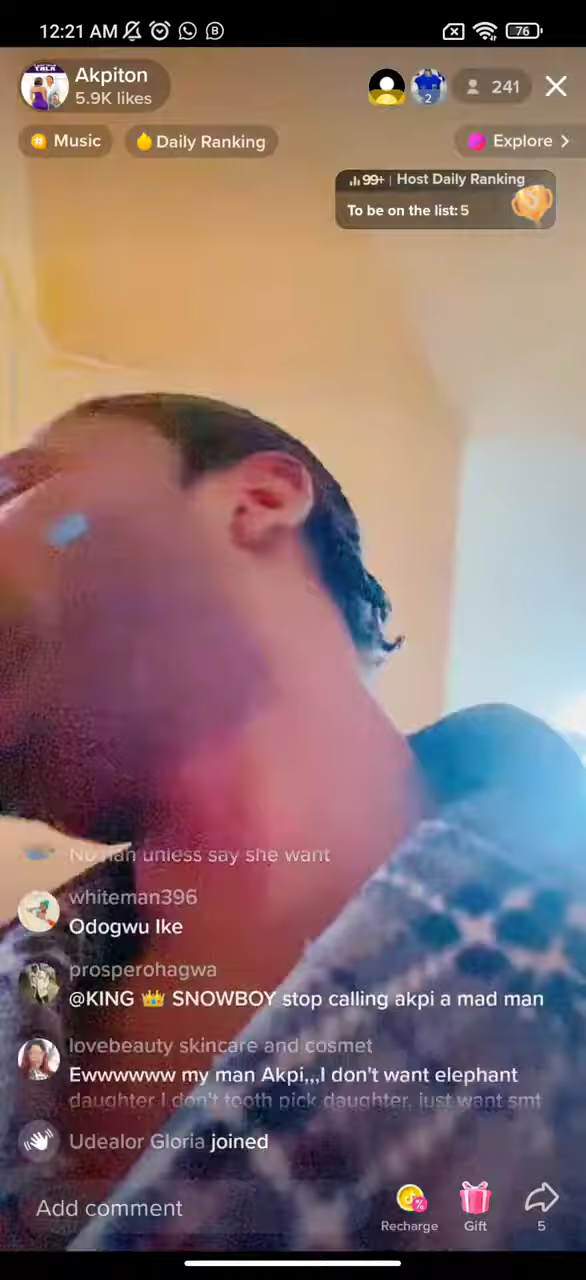 12:21 AM
76
TALK
Akpiton
5.9K likes
2
241
Music
Daily Ranking
Explore
99+ | Host Daily Ranking
To be on the list: 5
unless say she want
whiteman396
Odogwu Ike
prosperohagwa
@KING 👑 SNOWBOY stop calling akpi a mad man
lovebeauty skincare and cosmet
Ewwwwww my man Akpi,,,I don't want elephant
daughter I don't tooth pick daughter, just want smt
Udealor Gloria joined
Add comment
Recharge
Gift
5